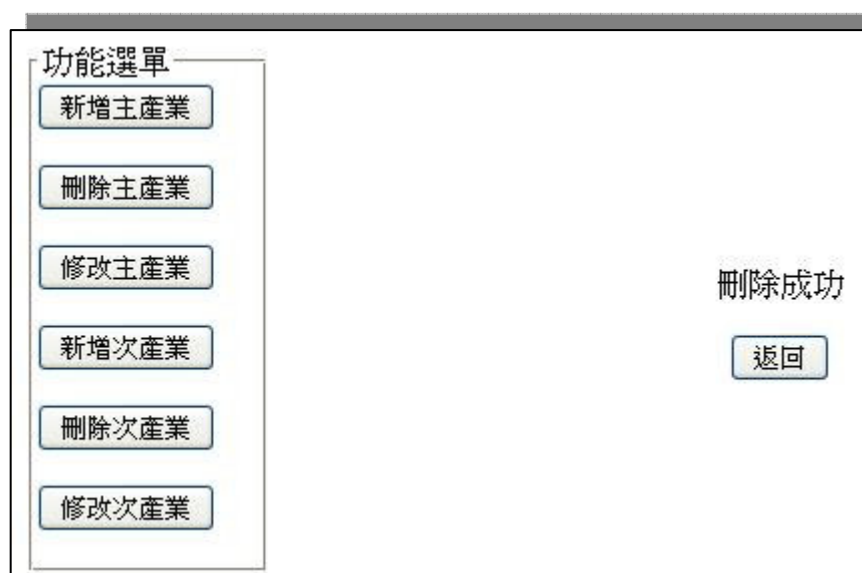 功能選單
新增主產業
刪除主產業
修改主產業
新增次產業
刪除次產業
修改次產業
刪除成功
返回